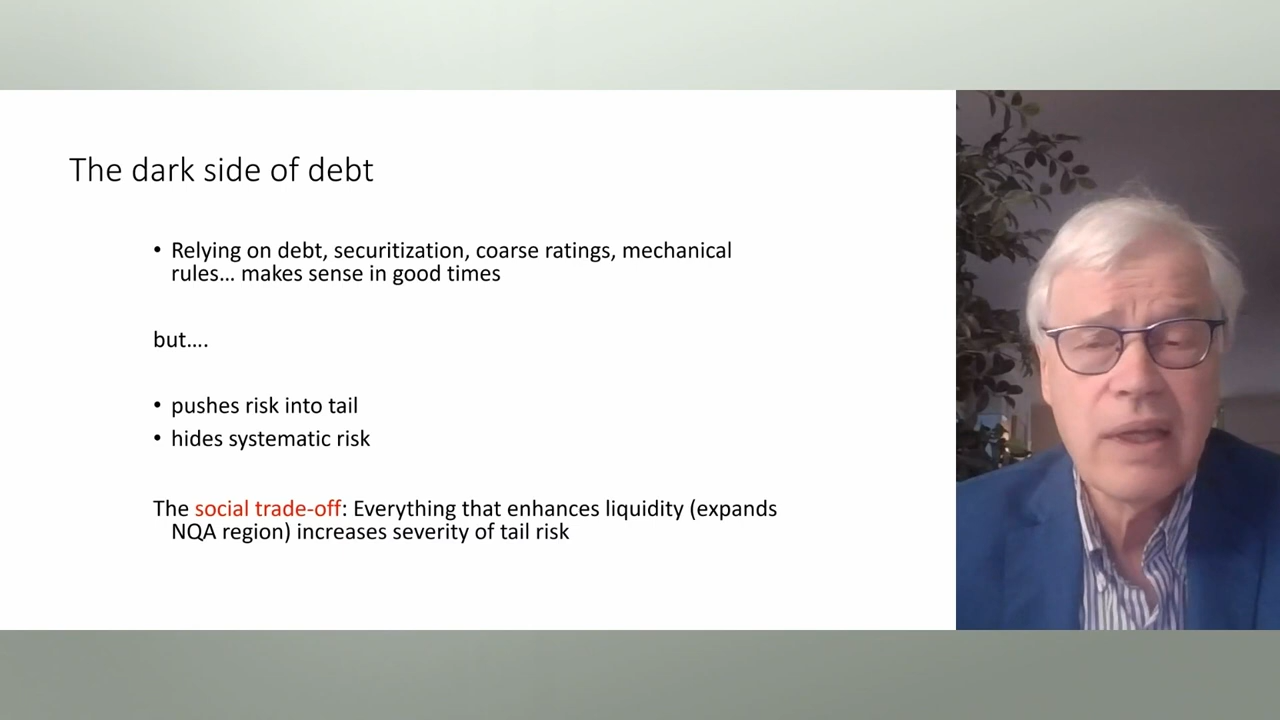 The dark side of debt
• Relying on debt, securitization, coarse ratings, mechanical
rules… makes sense in good times
but….
• pushes risk into tail
• hides systematic risk
The social trade-off: Everything that enhances liquidity (expands
NQA region) increases severity of tail risk